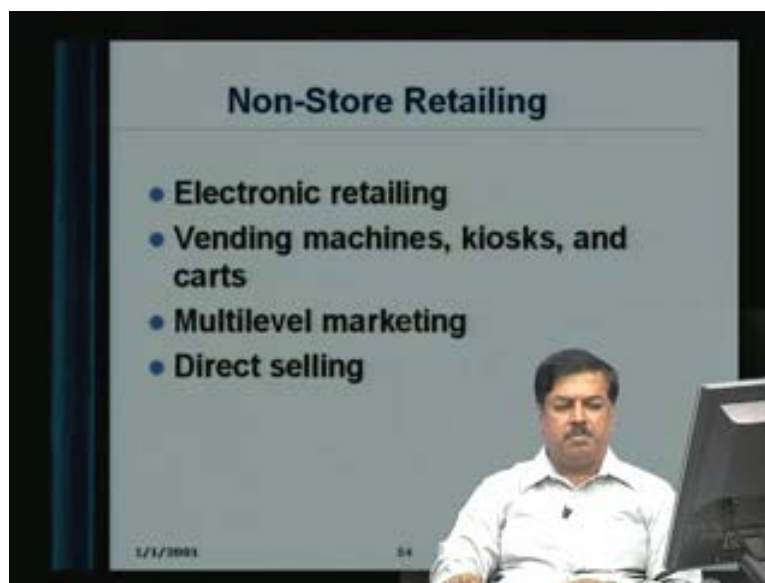 Non-Store Retailing
Electronic retailing
Vending machines, kiosks, and
carts
Multilevel marketing
Direct selling
1/1/2001
54